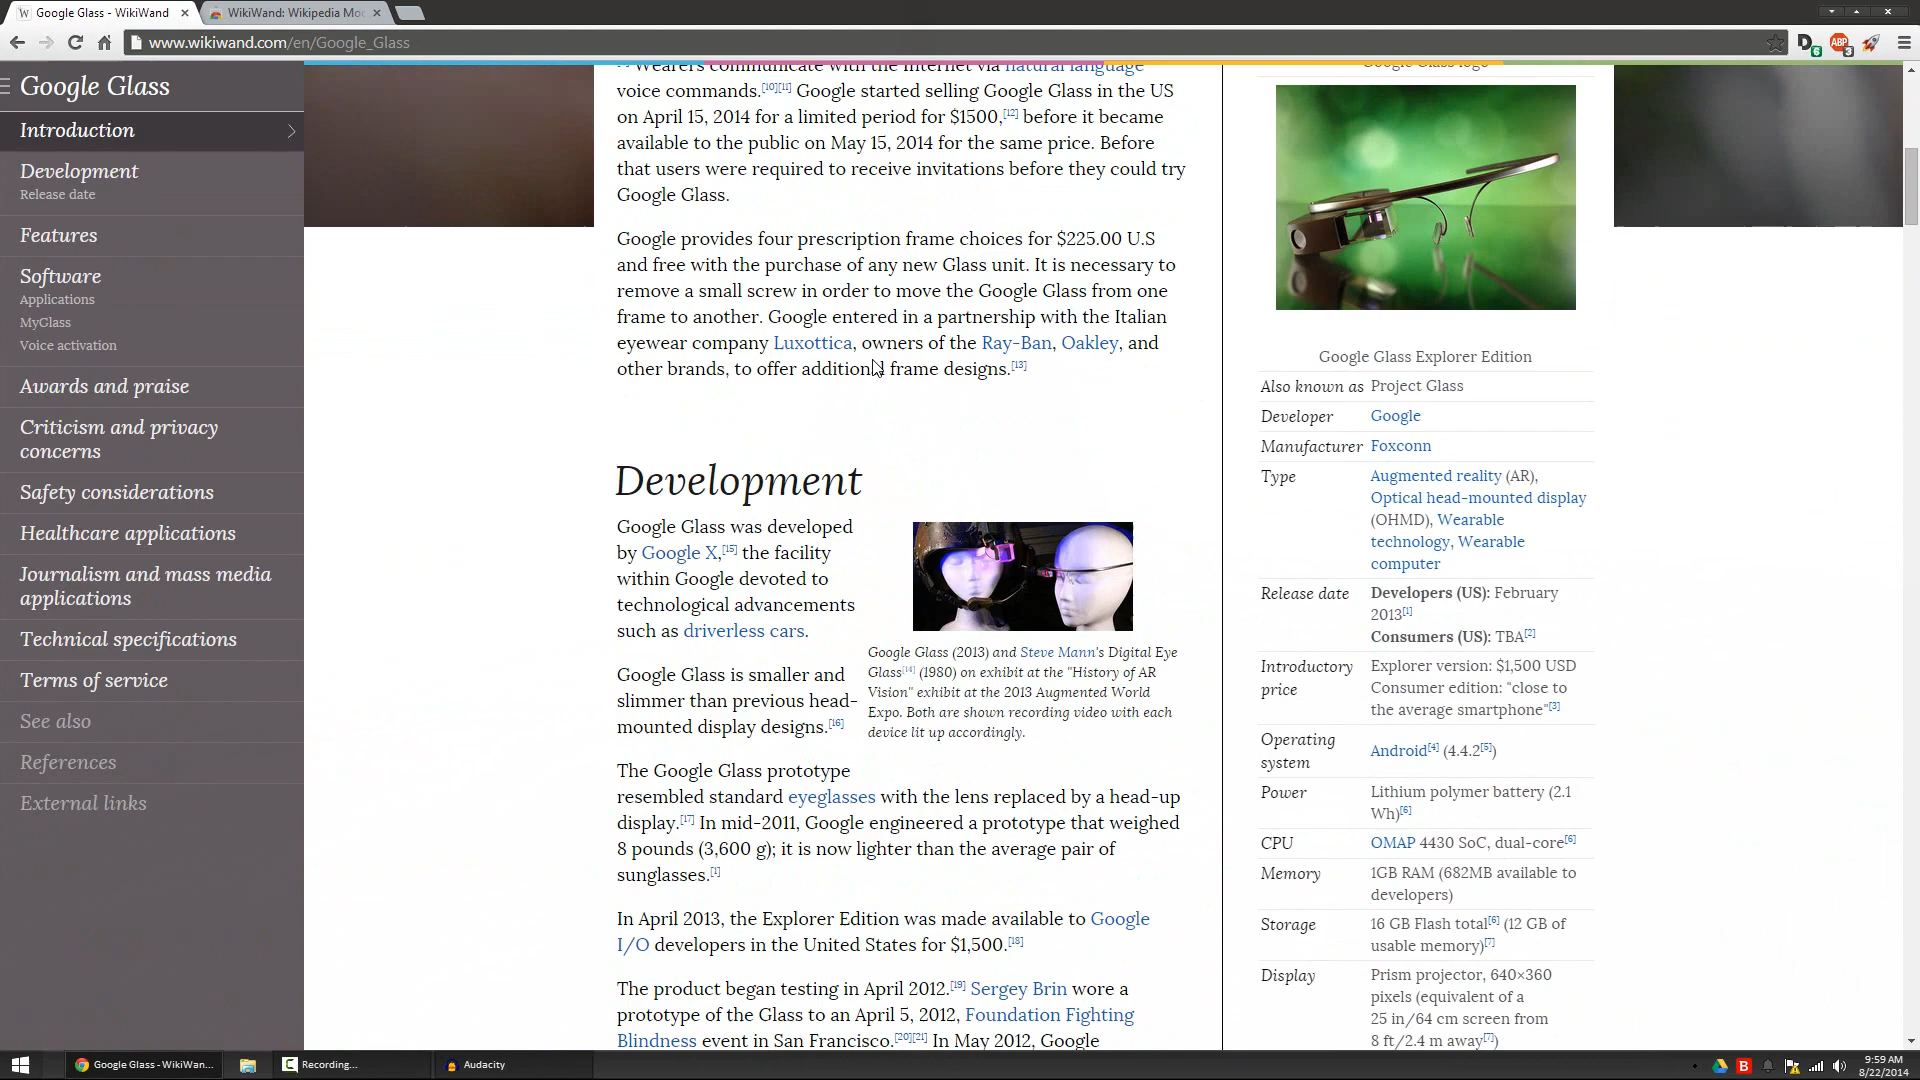 Google Glass - WikiWand
WikiWand: Wikipedia Mo
www.wikiwand.com/en/Google_Glass
6
ABP
3
Google Glass
Introduction
Development
Release date
Features
Software
Applications
MyGlass
Voice activation
Awards and praise
Criticism and privacy
concerns
Safety considerations
Healthcare applications
Journalism and mass media
applications
Technical specifications
Terms of service
See also
References
External links
Wearers communicate with the Internet via natural language
voice commands.[10][11] Google started selling Google Glass in the US
on April 15, 2014 for a limited period for $1500,[12] before it became
available to the public on May 15, 2014 for the same price. Before
that users were required to receive invitations before they could try
Google Glass.
Google provides four prescription frame choices for $225.00 U.S
and free with the purchase of any new Glass unit. It is necessary to
remove a small screw in order to move the Google Glass from one
frame to another. Google entered in a partnership with the Italian
eyewear company Luxottica, owners of the Ray-Ban, Oakley, and
other brands, to offer additional frame designs.[13]
Development
Google Glass was developed
by Google X,[15] the facility
within Google devoted to
technological advancements
such as driverless cars.
Google Glass is smaller and
slimmer than previous head-
mounted display designs.[16]
Google Glass (2013) and Steve Mann's Digital Eye
Glass[14] (1980) on exhibit at the "History of AR
Vision" exhibit at the 2013 Augmented World
Expo. Both are shown recording video with each
device lit up accordingly.
The Google Glass prototype
resembled standard eyeglasses with the lens replaced by a head-up
display.[17] In mid-2011, Google engineered a prototype that weighed
8 pounds (3,600 g); it is now lighter than the average pair of
sunglasses.[1]
In April 2013, the Explorer Edition was made available to Google
I/O developers in the United States for $1,500.[18]
The product began testing in April 2012.[19] Sergey Brin wore a
prototype of the Glass to an April 5, 2012, Foundation Fighting
Blindness event in San Francisco.[20][21] In May 2012, Google
Google Glass logo
Google Glass Explorer Edition
Also known as Project Glass
Developer Google
Manufacturer Foxconn
Type Augmented reality (AR),
Optical head-mounted display
(OHMD), Wearable
technology, Wearable
computer
Release date Developers (US): February
2013[1]
Consumers (US): TBA[2]
Introductory Explorer version: $1,500 USD
price Consumer edition: "close to
the average smartphone"[3]
Operating
system Android[4] (4.4.2[5])
Power Lithium polymer battery (2.1
Wh)[6]
CPU OMAP 4430 SoC, dual-core[6]
Memory 1GB RAM (682MB available to
developers)
Storage 16 GB Flash total[6] (12 GB of
usable memory)[7]
Display Prism projector, 640×360
pixels (equivalent of a
25 in/64 cm screen from
8 ft/2.4 m away[7])
Google Glass - WikiWan...
Recording...
Audacity
9:59 AM
8/22/2014